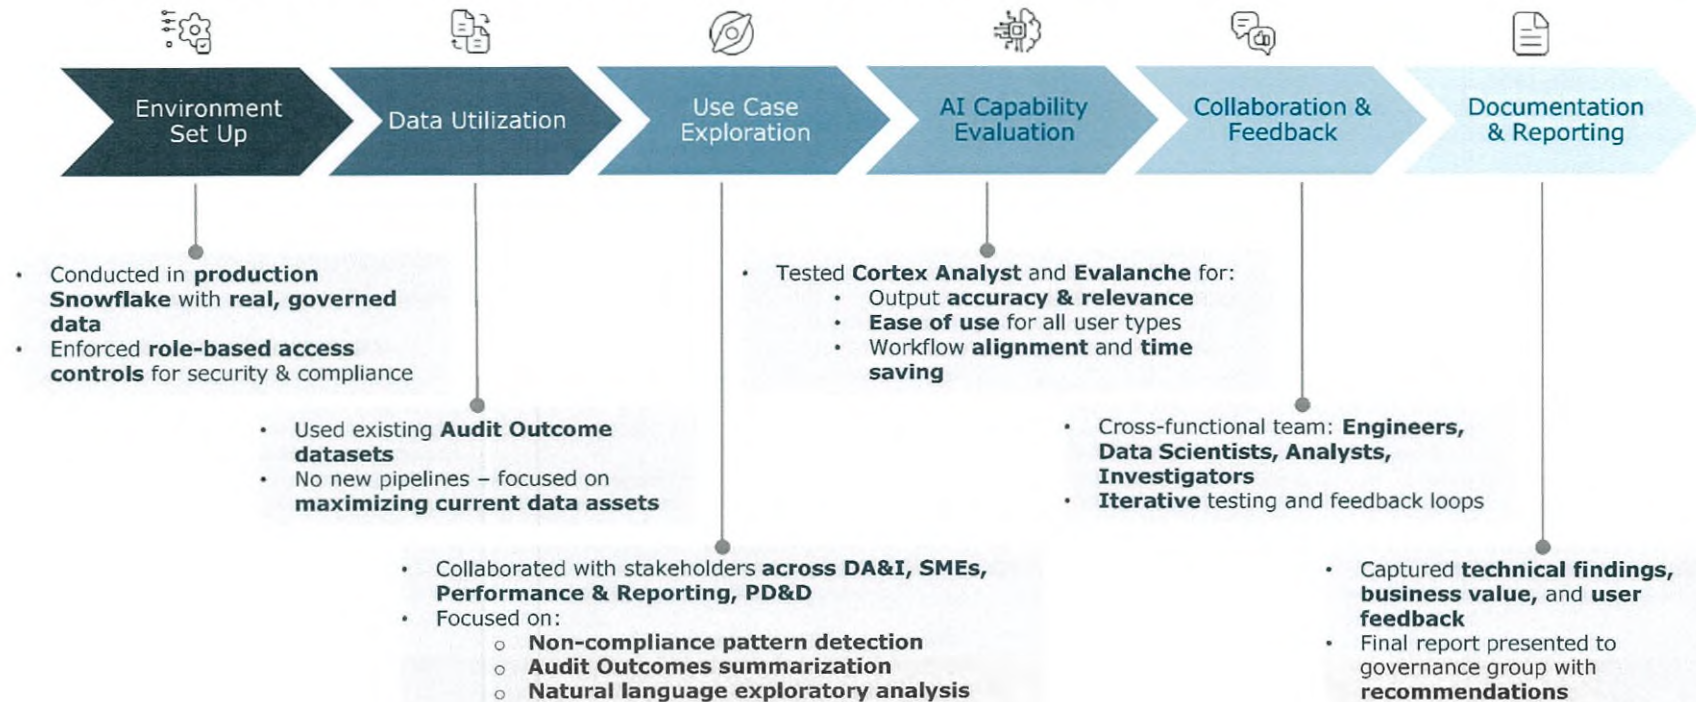 Environment
Set Up
Data Utilization
Use Case
Exploration
AI Capability
Evaluation
Collaboration &
Feedback
Documentation
& Reporting
• Conducted in production
Snowflake with real, governed
data
• Enforced role-based access
controls for security & compliance
• Used existing Audit Outcome
datasets
• No new pipelines – focused on
maximizing current data assets
• Collaborated with stakeholders across DA&I, SMEs,
Performance & Reporting, PD&D
• Focused on:
o Non-compliance pattern detection
o Audit Outcomes summarization
o Natural language exploratory analysis
• Tested Cortex Analyst and Evalanche for:
• Output accuracy & relevance
• Ease of use for all user types
• Workflow alignment and time
saving
• Cross-functional team: Engineers,
Data Scientists, Analysts,
Investigators
• Iterative testing and feedback loops
• Captured technical findings,
business value, and user
feedback
• Final report presented to
governance group with
recommendations